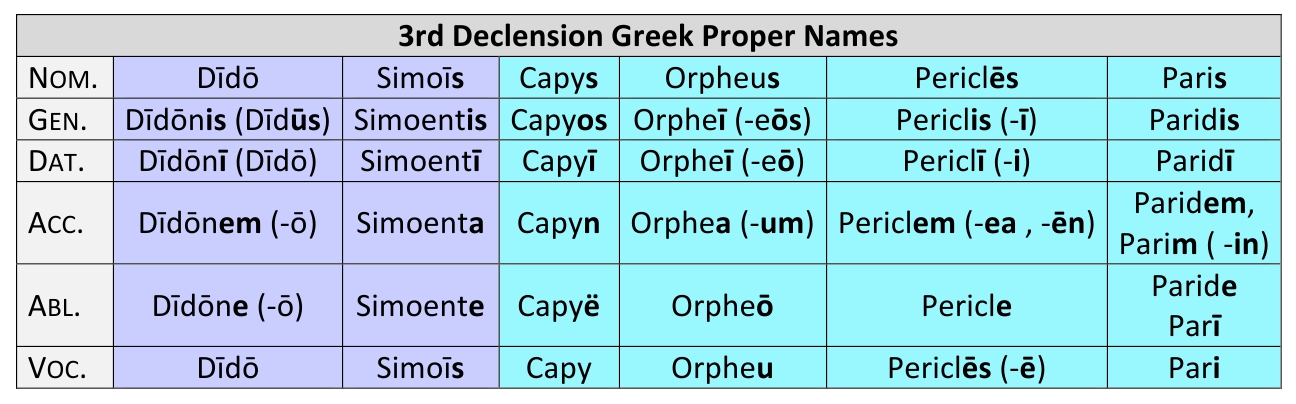 3rd Declension Greek Proper Names
NOM. Dīdō Simoīs Capys Orpheus Periclēs Paris
GEN. Dīdōnis (Dīdūs) Simoentis Capyos Orpheī (-eōs) Periclis (-ī) Paridis
DAT. Dīdōnī (Dīdō) Simoentī Capyī Orpheī (-eō) Periclī (-i) Paridī
ACC. Dīdōnem (-ō) Simoenta Capyn Orphea (-um) Periclem (-ea , -ēn) Paridem,
Parim ( -in)
ABL. Dīdōne (-ō) Simoente Capyë Orpheō Pericle Paride
Parī
VOC. Dīdō Simoīs Capy Orpheu Periclēs (-ē) Pari